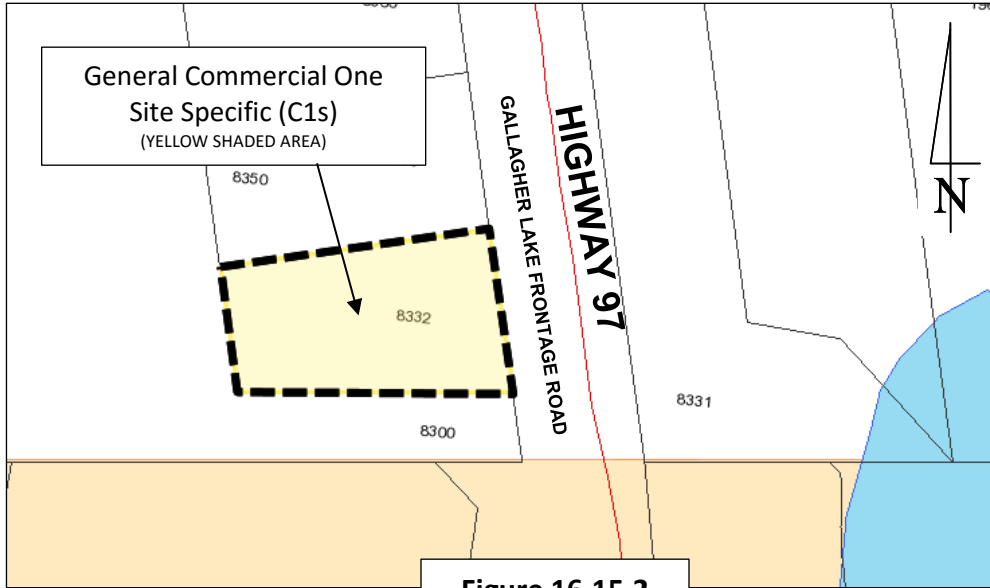 General Commercial One
Site Specific (C1s)
(YELLOW SHADED AREA)
8350
8332
8300
8331
GALLAGHER LAKE FRONTAGE ROAD
HIGHWAY 97
N